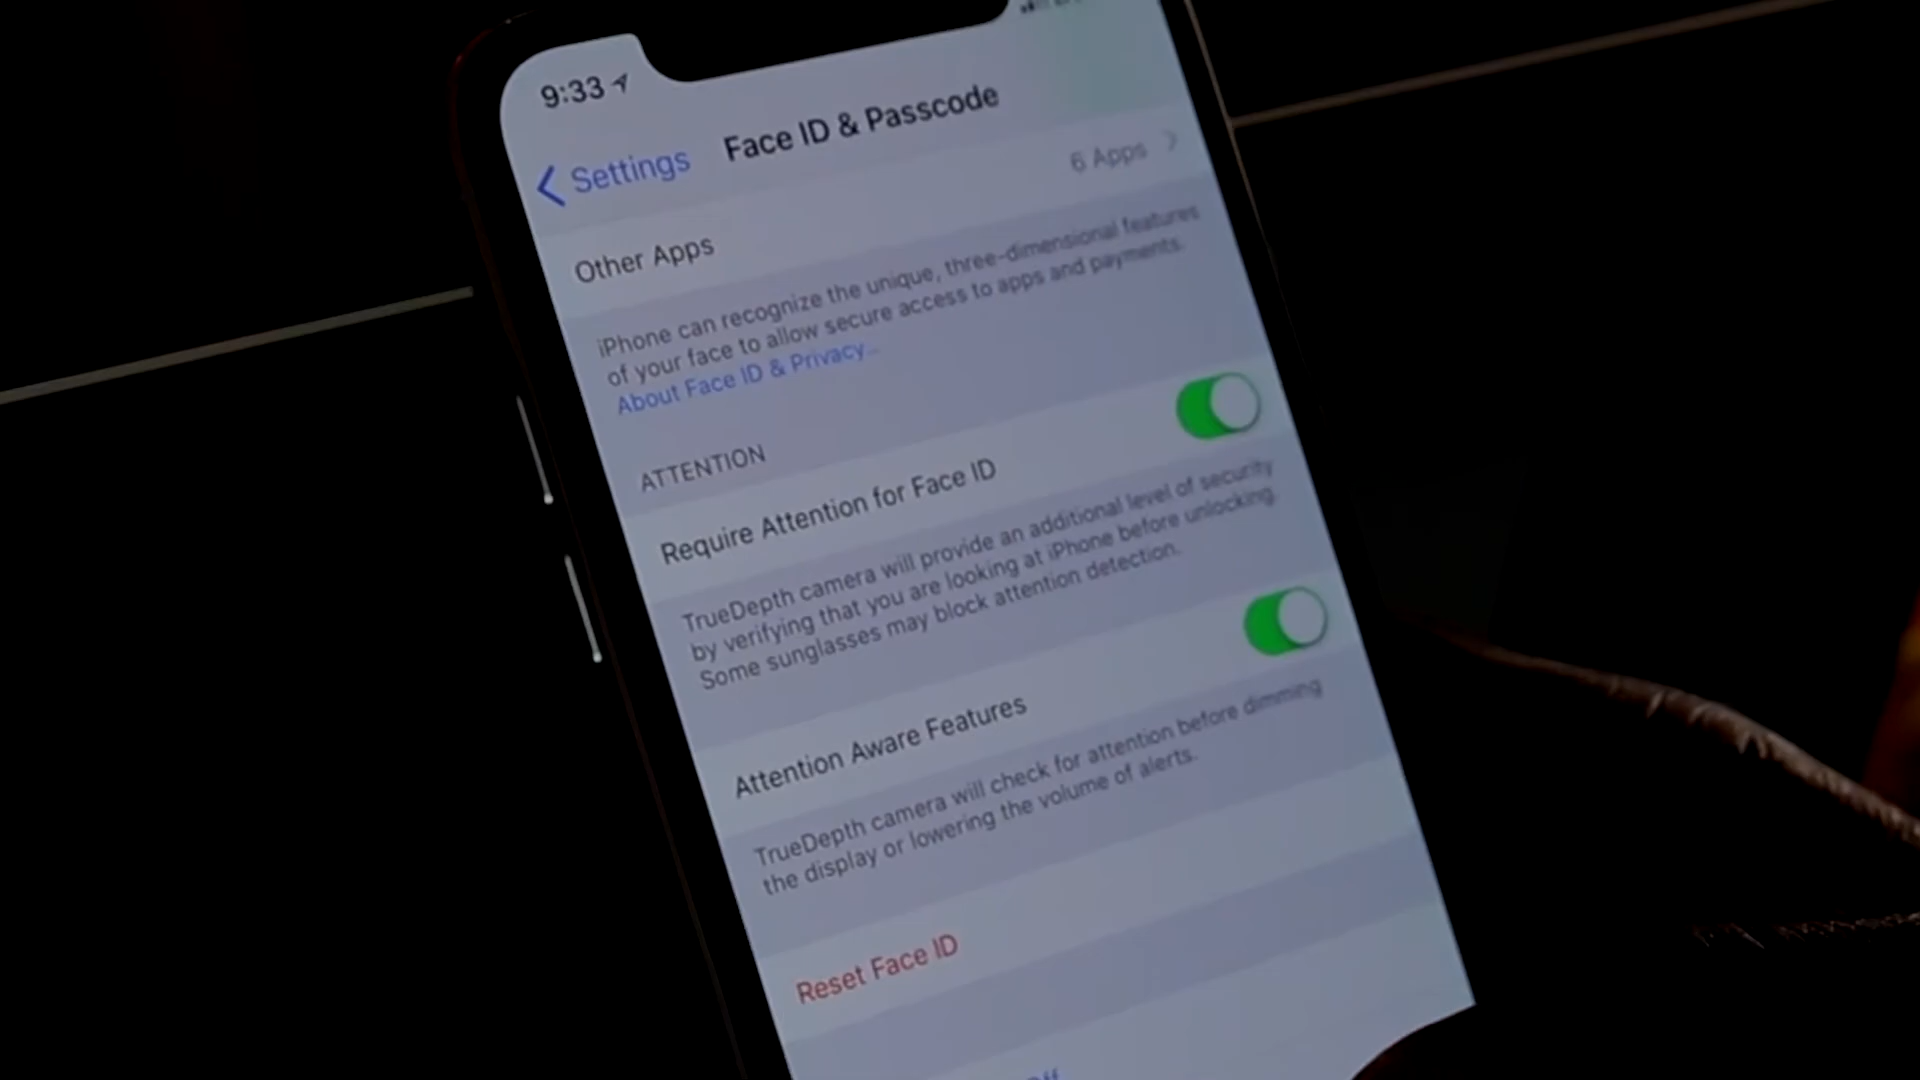 9:33
Settings
Face ID & Passcode
Other Apps
6 Apps
iPhone can recognize the unique, three-dimensional features
of your face to allow secure access to apps and payments.
About Face ID & Privacy...
ATTENTION
Require Attention for Face ID
TrueDepth camera will provide an additional level of security
by verifying that you are looking at iPhone before unlocking.
Some sunglasses may block attention detection.
Attention Aware Features
TrueDepth camera will check for attention before dimming
the display or lowering the volume of alerts.
Reset Face ID